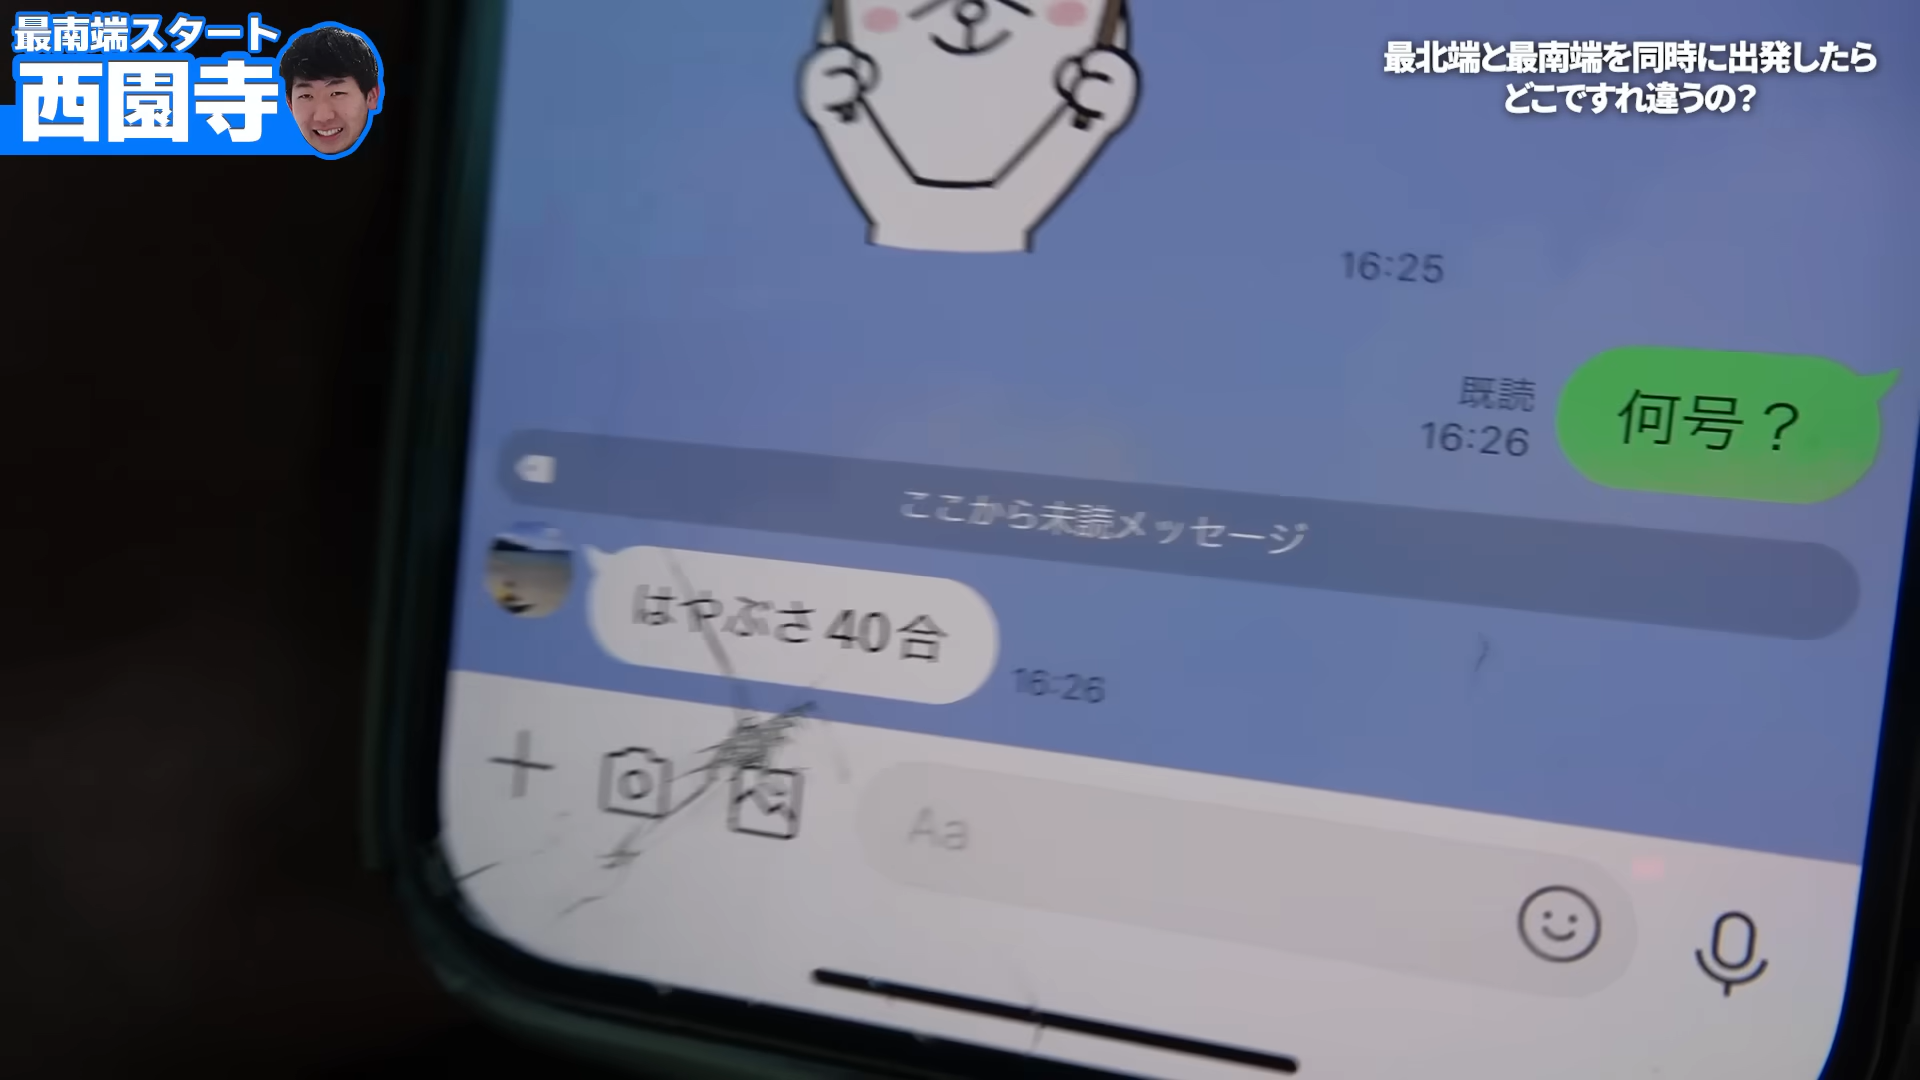 最南端スタート
西園寺
最北端と最南端を同時に出発したら
どこですれ違うの?
16:25
既読
16:26
何号?
ここから未読メッセージ
はやぶさ40合
16:26
Aa